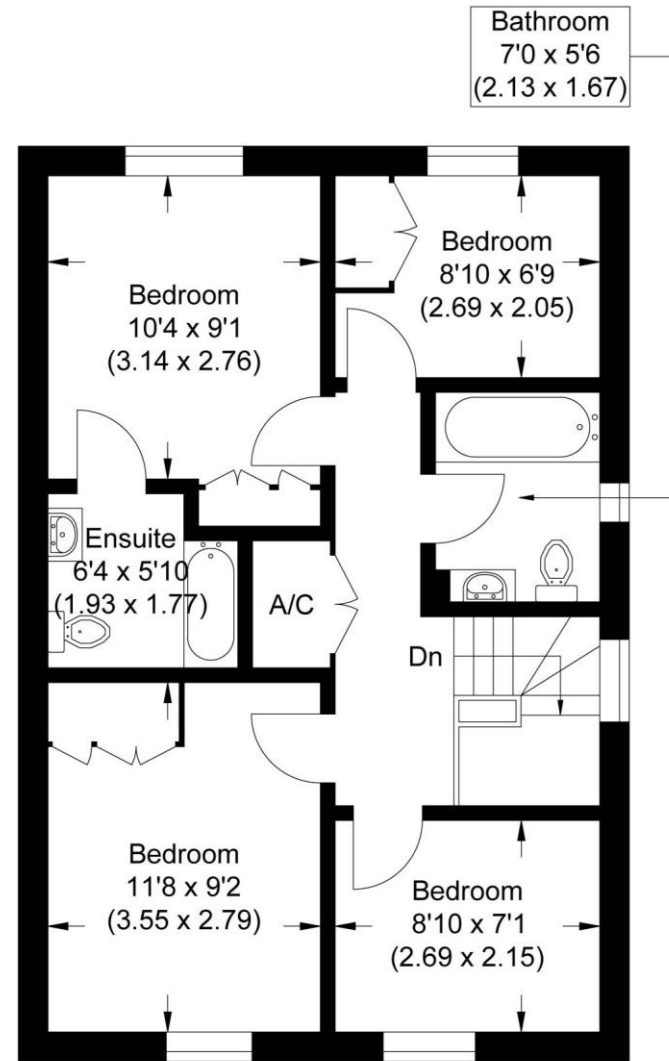 Bathroom
7'0 x 5'6
(2.13 x 1.67)
Bedroom
10'4 x 9'1
(3.14 x 2.76)
Bedroom
8'10 x 6'9
(2.69 x 2.05)
Ensuite
6'4 x 5'10
(1.93 x 1.77)
A/C
Dn
Bedroom
11'8 x 9'2
(3.55 x 2.79)
Bedroom
8'10 x 7'1
(2.69 x 2.15)